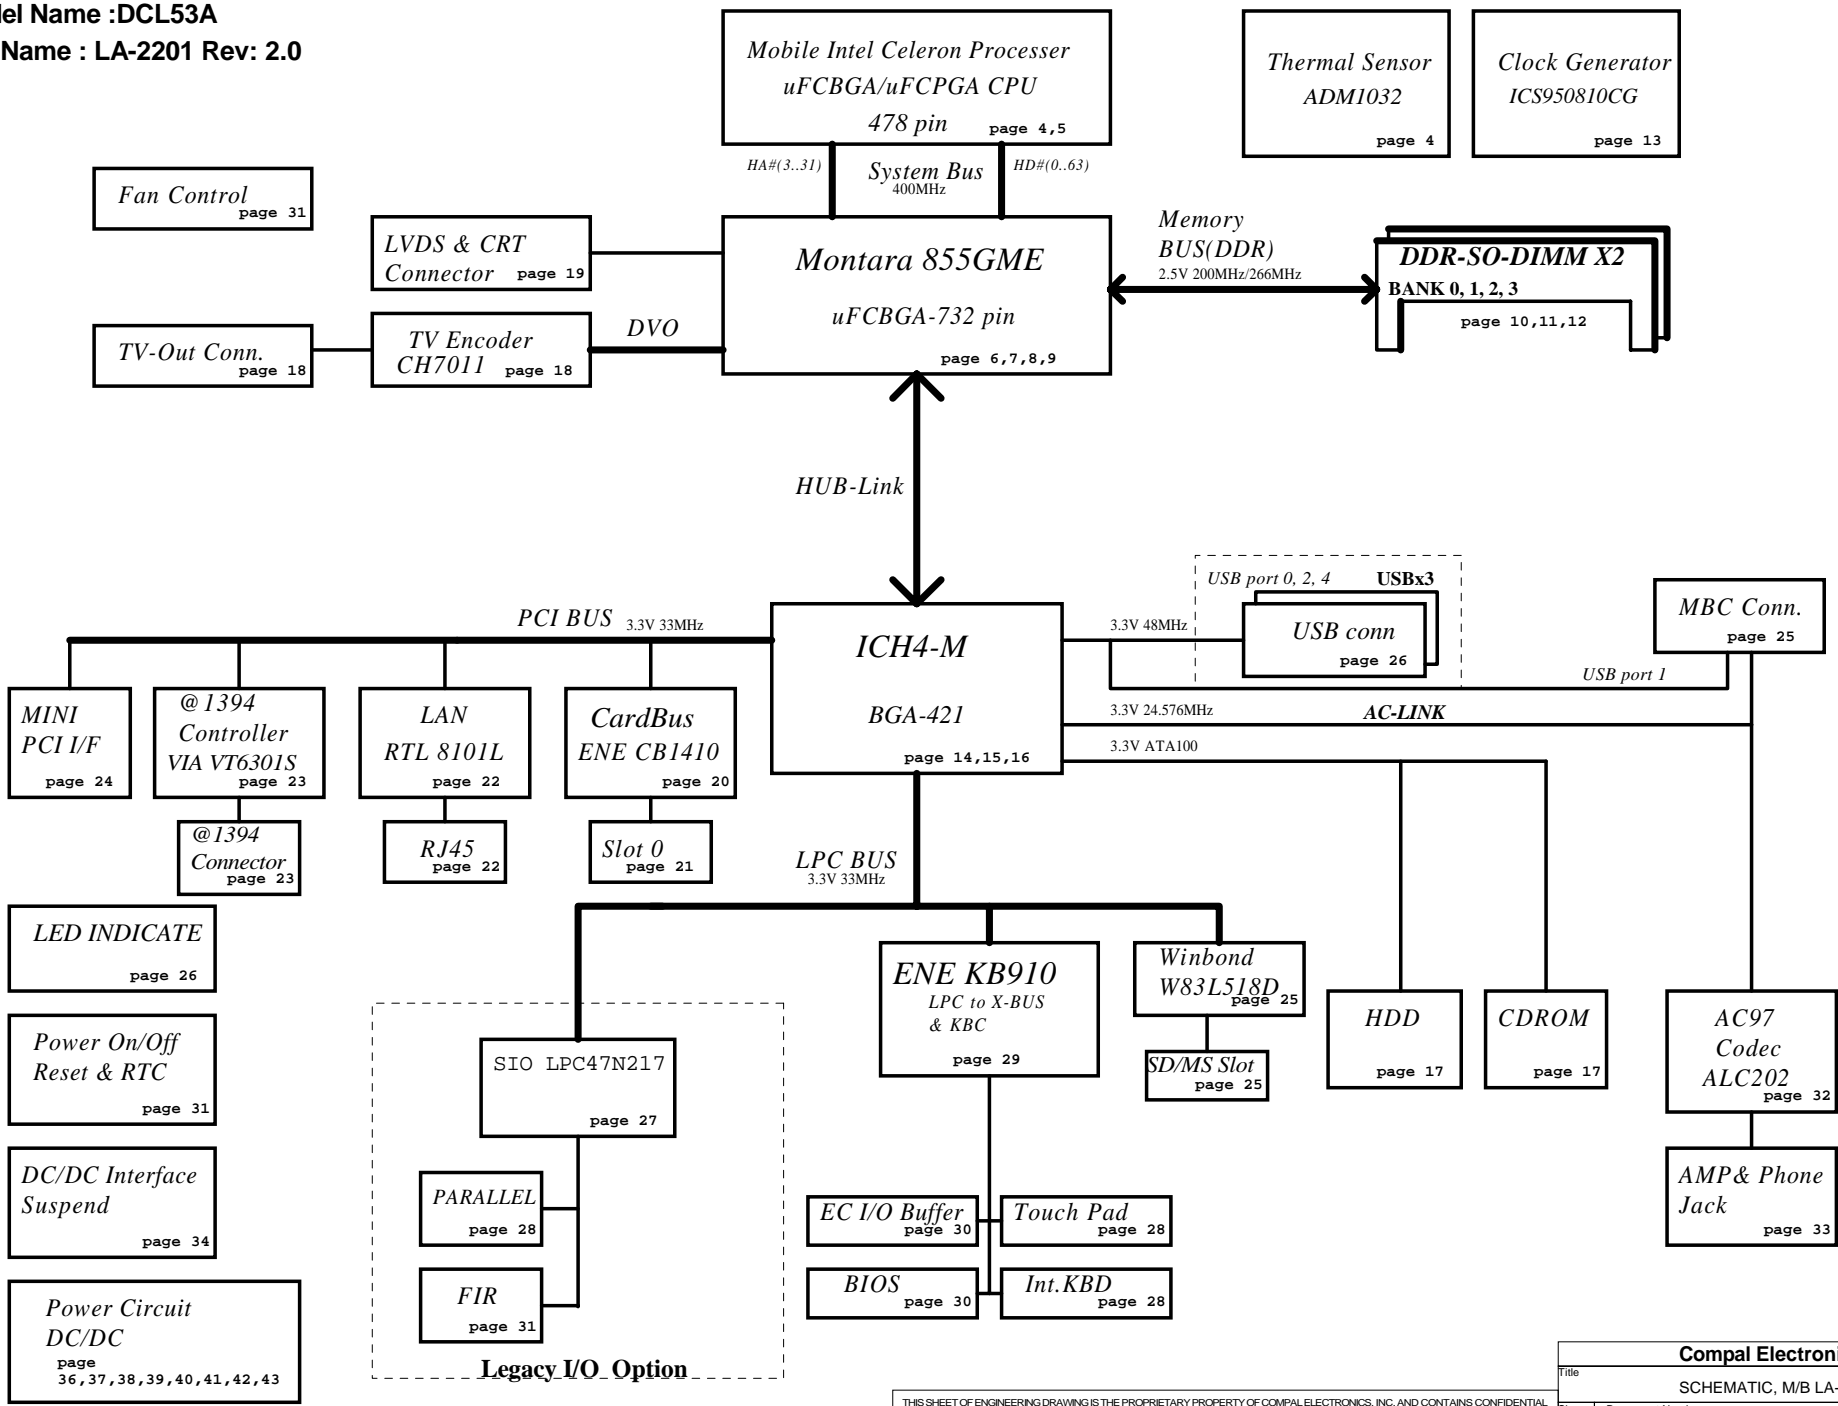 :DCL53A
Name : LA-2201 Rev: 2.0
Mobile Intel Celeron Processer
uFCBGA/uFCPGA CPU
478 pin
page 4,5
Thermal Sensor
ADM1032
page 4
Clock Generator
ICS950810CG
page 13
HA#(3..31)
System Bus
400MHz
HD#(0..63)
Fan Control
page 31
LVDS & CRT
Connector
page 19
Montara 855GME
uFCBGA-732 pin
page 6,7,8,9
Memory
BUS(DDR)
2.5V 200MHz/266MHz
DDR-SO-DIMM X2
BANK 0, 1, 2, 3
page 10,11,12
TV-Out Conn.
page 18
TV Encoder
CH7011
page 18
DVO
HUB-Link
PCI BUS
3.3V 33MHz
ICH4-M
BGA-421
page 14,15,16
3.3V 48MHz
USB port 0, 2, 4
USBx3
USB conn
page 26
MBC Conn.
page 25
USB port 1
3.3V 24.576MHz
AC-LINK
3.3V ATA100
MINI
PCI I/F
page 24
@1394
Controller
VIA VT6301S
page 23
LAN
RTL 8101L
page 22
CardBus
ENE CB1410
page 20
@1394
Connector
page 23
RJ45
page 22
Slot 0
page 21
LPC BUS
3.3V 33MHz
LED INDICATE
page 26
Power On/Off
Reset & RTC
page 31
DC/DC Interface
Suspend
page 34
Power Circuit
DC/DC
page
36,37,38,39,40,41,42,43
SIO LPC47N217
page 27
PARALLEL
page 28
FIR
page 31
Legacy I/O Option
ENE KB910
LPC to X-BUS
& KBC
page 29
Winbond
W83L518D
page 25
SD/MS Slot
page 25
EC I/O Buffer
page 30
Touch Pad
page 28
BIOS
page 30
Int.KBD
page 28
HDD
page 17
CDROM
page 17
AC97
Codec
ALC202
page 32
AMP& Phone
Jack
page 33
Compal
Title
SCHEMATIC, M/B
THIS SHEET OF ENGINEERING DRAWING IS THE PROPRIETARY PROPERTY OF COMPAL ELECTRONICS, INC. AND CONTAINS CONFIDENTIAL